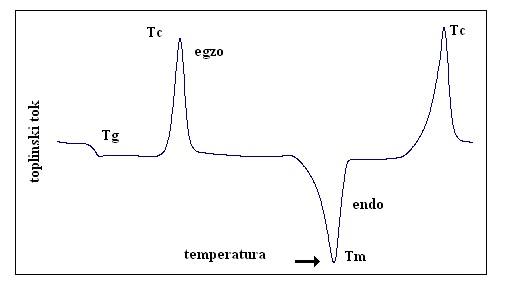 Tc
egzo
Tc
Tg
toplinski tok
endo
temperatura
Tm